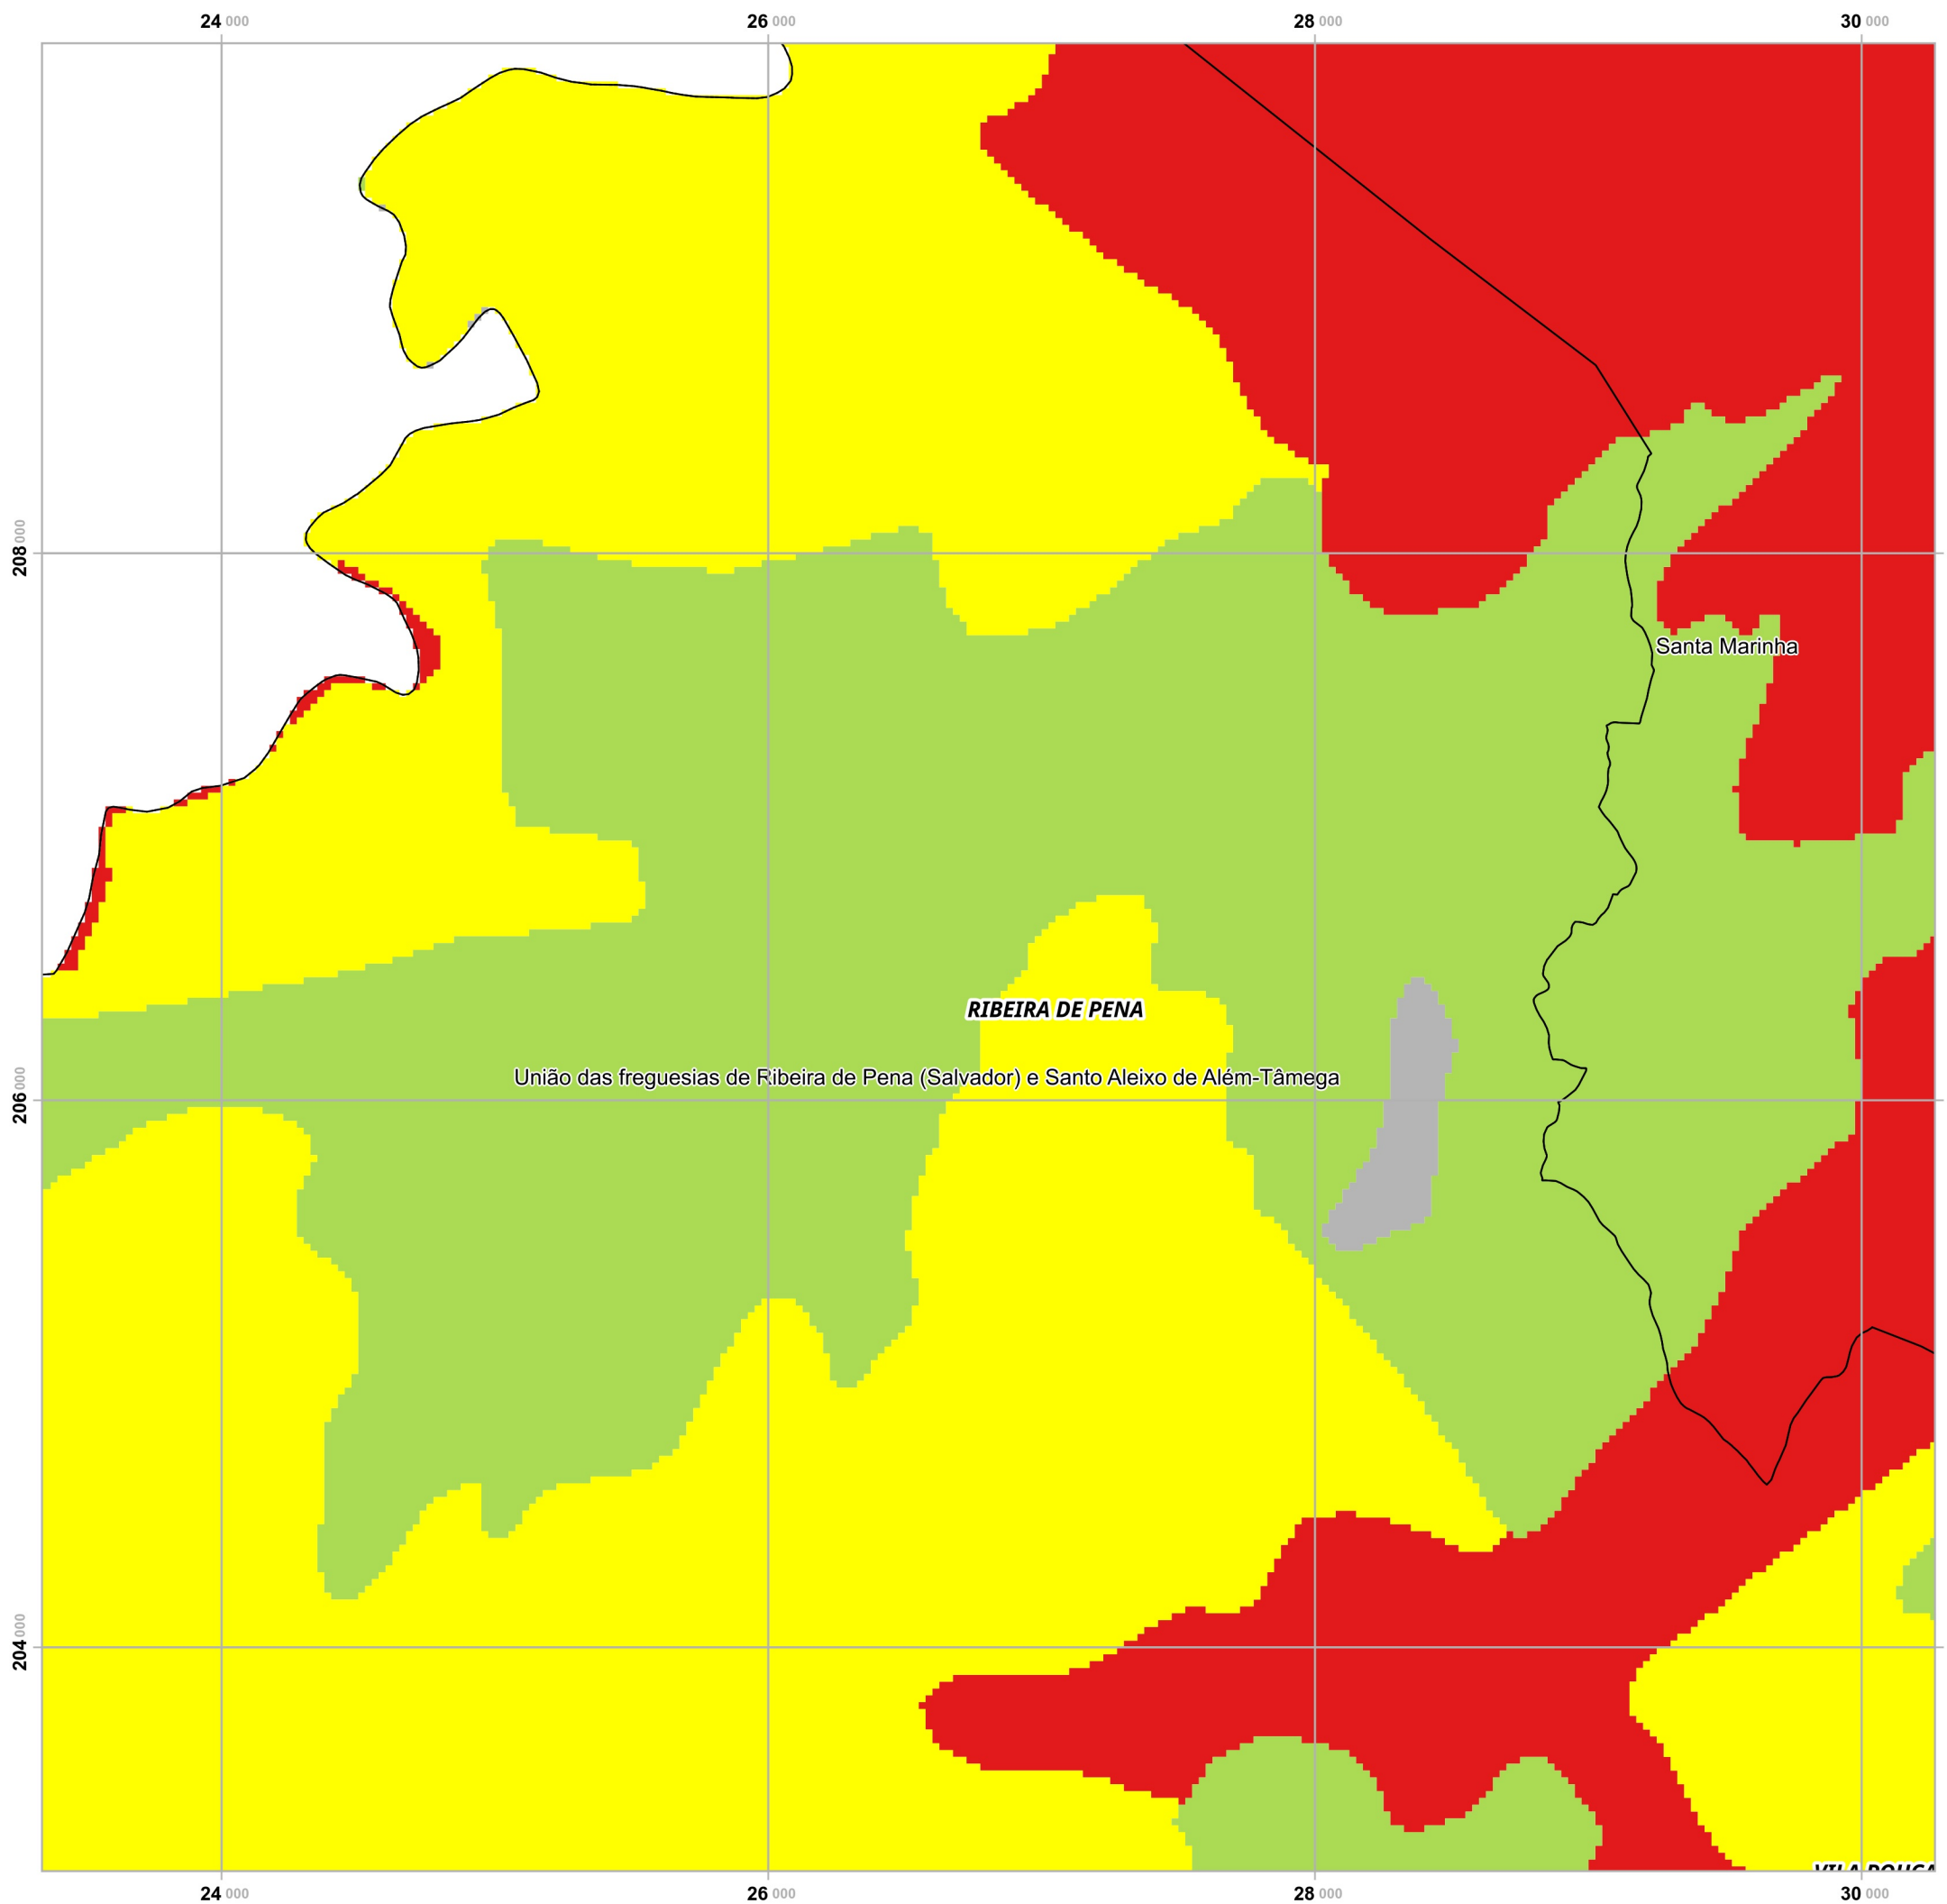 24 000 26 000 28 000 30 000
208 000
Santa Marinha
RIBEIRA DE PENA
União das freguesias de Ribeira de Pena (Salvador) e Santo Aleixo de Além-Tâmega
206 000
204 000
VILA POUCA
24 000 26 000 28 000 30 000